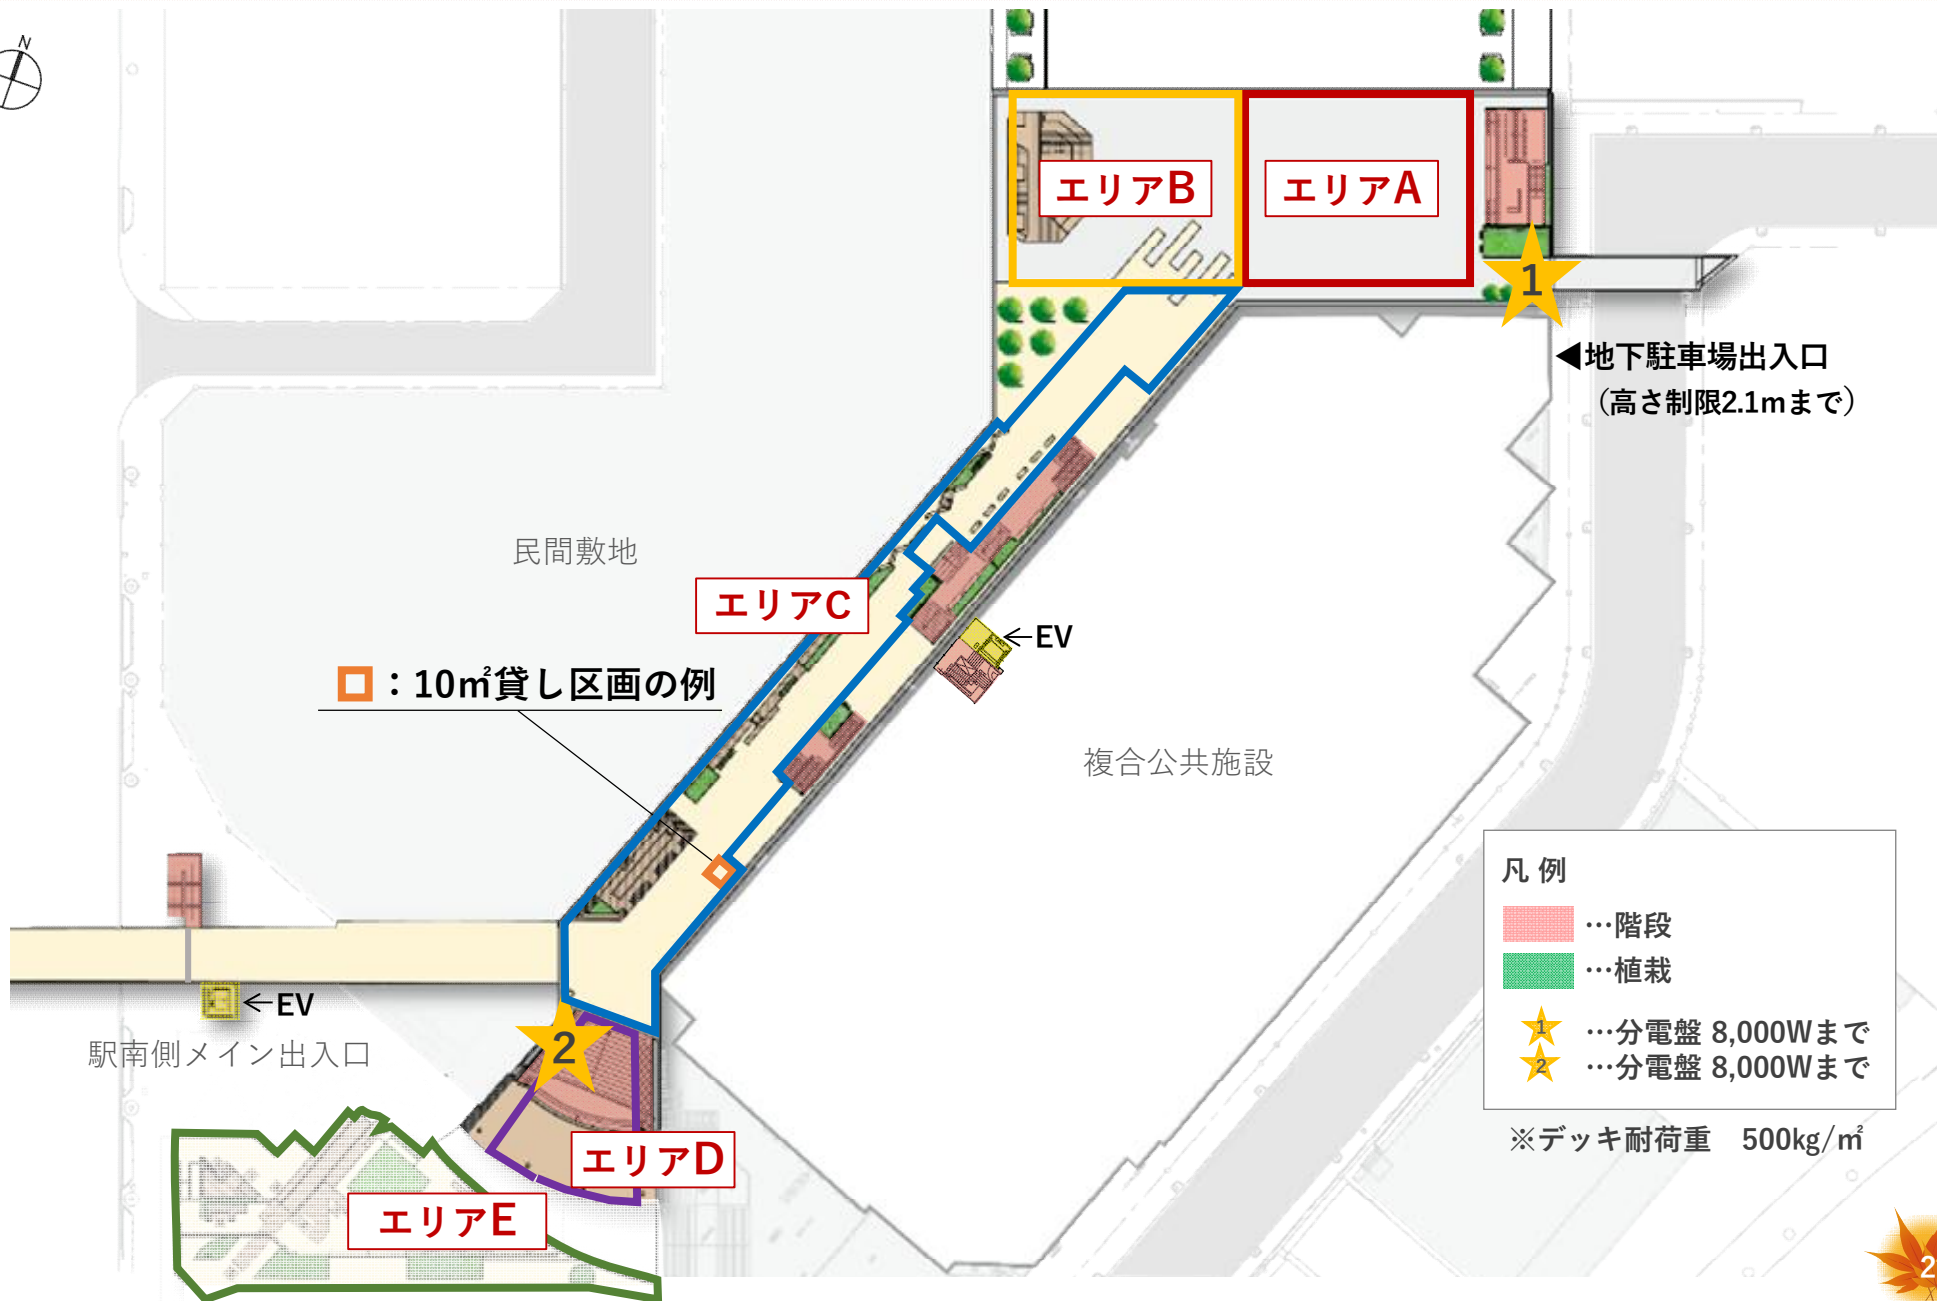 N
エリアB
エリアA
1
◀地下駐車場出入口
（高さ制限2.1mまで）
民間敷地
エリアC
←EV
：10㎡貸し区画の例
複合公共施設
凡 例
…階段
…植栽
1 …分電盤 8,000Wまで
2 …分電盤 8,000Wまで
※デッキ耐荷重　500kg/㎡
←EV
駅南側メイン出入口
2
エリアD
エリアE
2